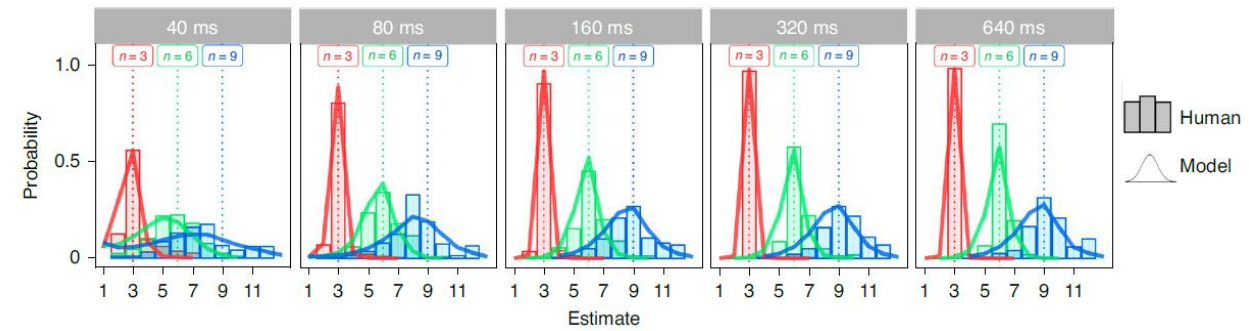 40 ms 80 ms 160 ms 320 ms 640 ms
n = 3 n = 6 n = 9 n = 3 n = 6 n = 9 n = 3 n = 6 n = 9 n = 3 n = 6 n = 9 n = 3 n = 6 n = 9
1.0
0.5
0
Probability
Human
Model
1 3 5 7 9 11 1 3 5 7 9 11 1 3 5 7 9 11 1 3 5 7 9 11 1 3 5 7 9 11
Estimate